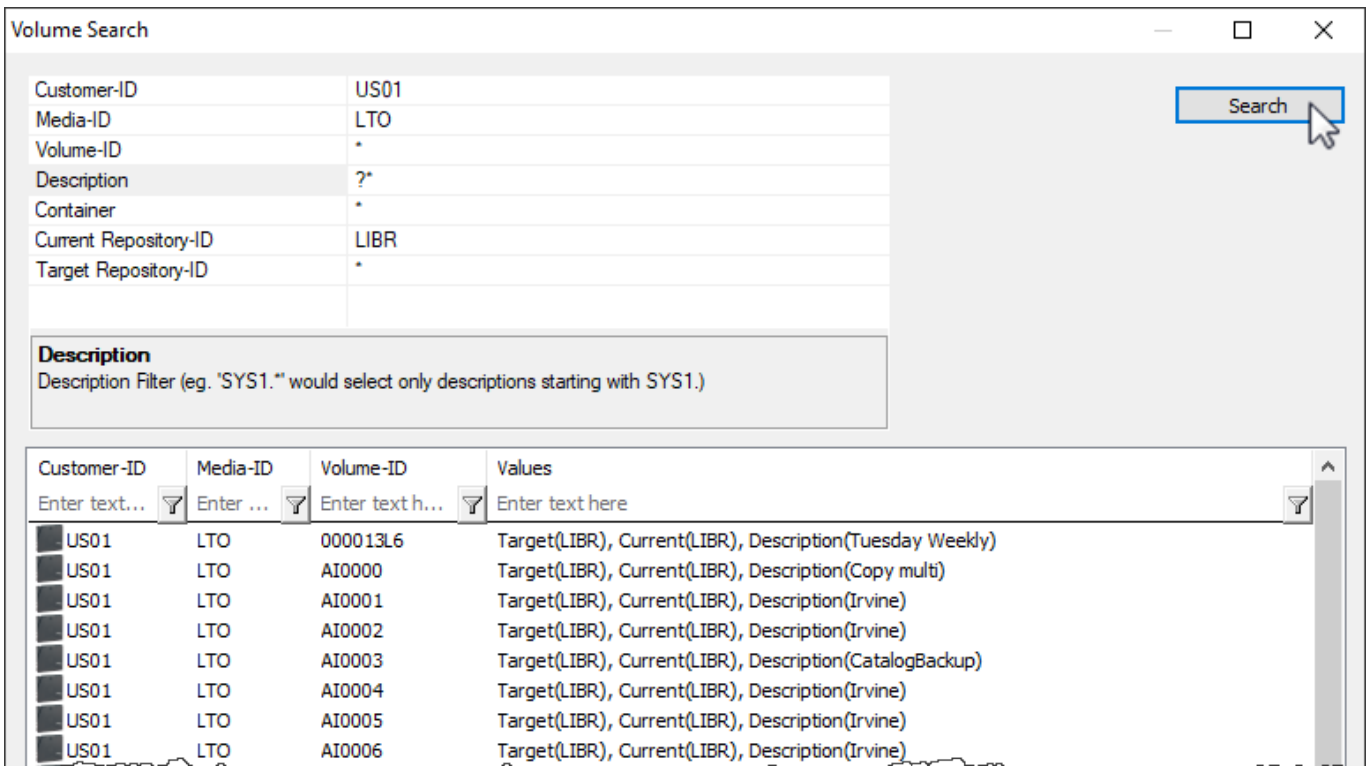 Volume Search
Customer-ID US01
Media-ID LTO
Volume-ID *
Description ?*
Container *
Current Repository-ID LIBR
Target Repository-ID *
Search
Description
Description Filter (eg. "SYS1.*" would select only descriptions starting with SYS1.)
Customer-ID Media-ID Volume-ID Values
Enter text... Enter ... Enter text h... Enter text here
US01 LTO 000013L6 Target(LIBR), Current(LIBR), Description(Tuesday Weekly)
US01 LTO AI0000 Target(LIBR), Current(LIBR), Description(Copy multi)
US01 LTO AI0001 Target(LIBR), Current(LIBR), Description(Irvine)
US01 LTO AI0002 Target(LIBR), Current(LIBR), Description(Irvine)
US01 LTO AI0003 Target(LIBR), Current(LIBR), Description(CatalogBackup)
US01 LTO AI0004 Target(LIBR), Current(LIBR), Description(Irvine)
US01 LTO AI0005 Target(LIBR), Current(LIBR), Description(Irvine)
US01 LTO AI0006 Target(LIBR), Current(LIBR), Description(Irvine)